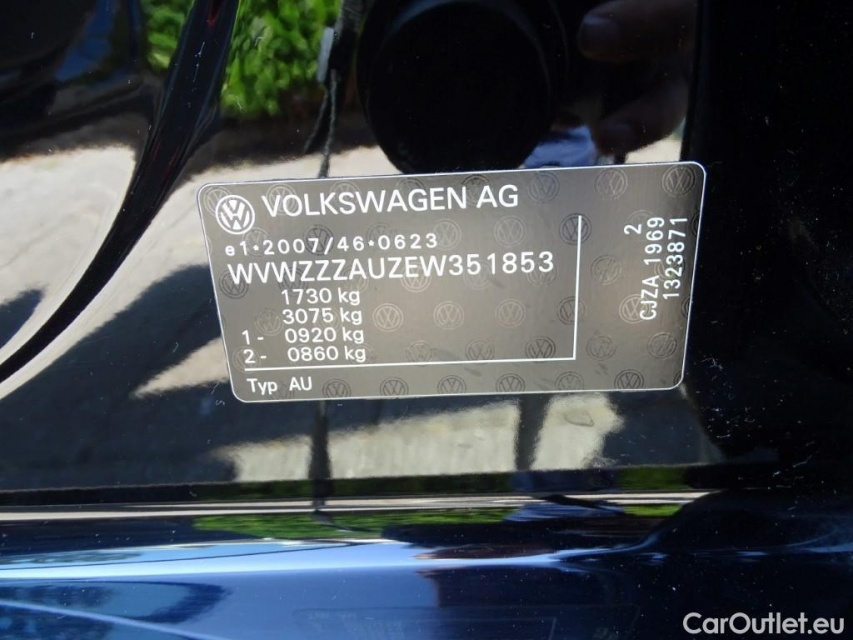 VOLKSWAGEN AG
e1*2007/46*0623
WVWZZZAUZEW351853
1730 kg
3075 kg
1- 0920 kg
2- 0860 kg
Typ AU
2
CJZA 1969
1323871
CarOutlet.eu